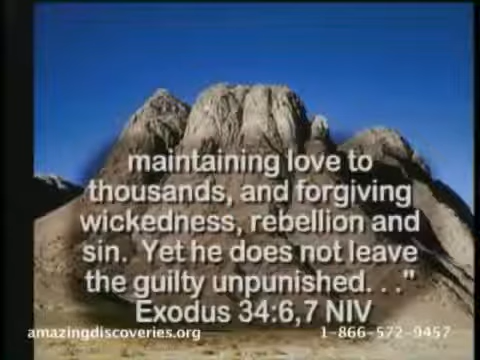 maintaining love to
thousands, and forgiving
wickedness, rebellion and
sin. Yet he does not leave
the guilty unpunished. . ."
Exodus 34:6,7 NIV
amazingdiscoveries.org 1-866-572-9457